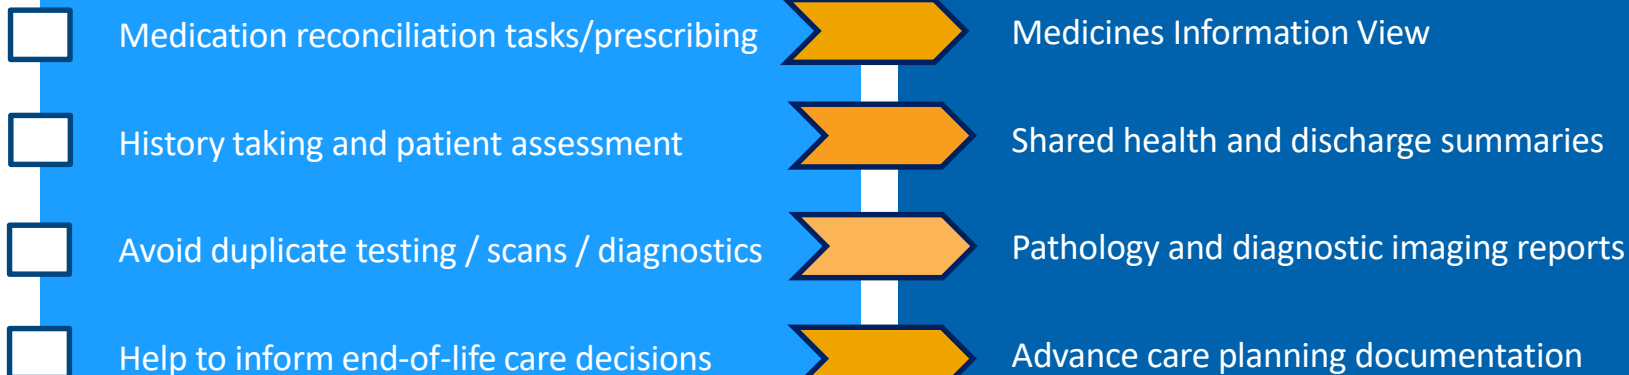 Medication reconciliation tasks/prescribing
Medicines Information View
History taking and patient assessment
Shared health and discharge summaries
Avoid duplicate testing / scans / diagnostics
Pathology and diagnostic imaging reports
Help to inform end-of-life care decisions
Advance care planning documentation